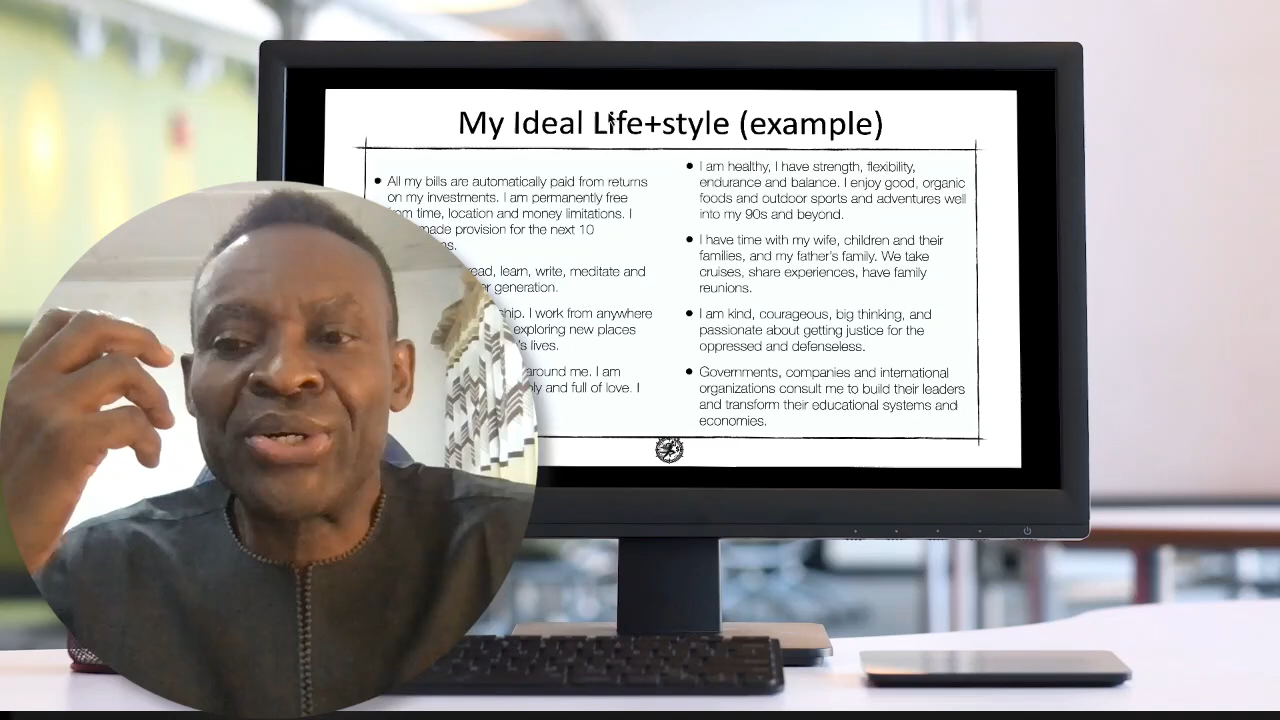 My Ideal Life+style (example)
All my bills are automatically paid from returns
on my investments. I am permanently free
time, location and money limitations. I
made provision for the next 10
learn, write, meditate and
generation.
I work from anywhere
exploring new places
lives.
around me. I am
and full of love. I
I am healthy, I have strength, flexibility,
endurance and balance. I enjoy good, organic
foods and outdoor sports and adventures well
into my 90s and beyond.
I have time with my wife, children and their
families, and my father's family. We take
cruises, share experiences, have family
reunions.
I am kind, courageous, big thinking, and
passionate about getting justice for the
oppressed and defenseless.
Governments, companies and international
organizations consult me to build their leaders
and transform their educational systems and
economies.